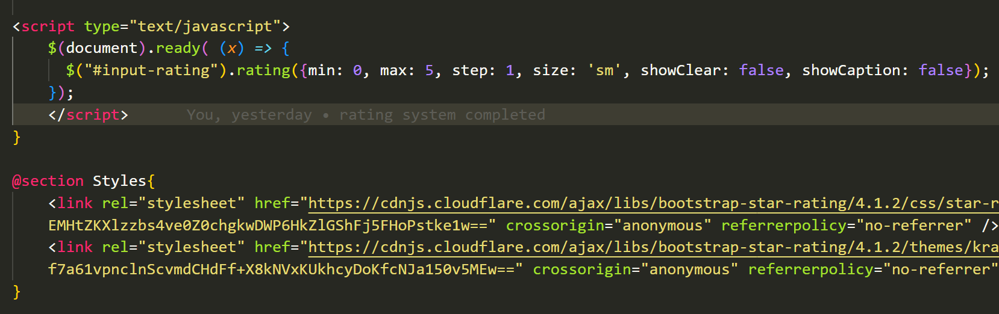 <script type="text/javascript">
$(document).ready( (x) => {
$("#input-rating").rating({min: 0, max: 5, step: 1, size: 'sm', showClear: false, showCaption: false});
});
</script> You, yesterday • rating system completed
}
@section Styles{
<link rel="stylesheet" href="https://cdnjs.cloudflare.com/ajax/libs/bootstrap-star-rating/4.1.2/css/star-r
EMHtZKXlzzbs4ve0Z0chgkwDWP6HkZlGShFj5FHoPstke1w==" crossorigin="anonymous" referrerpolicy="no-referrer" />
<link rel="stylesheet" href="https://cdnjs.cloudflare.com/ajax/libs/bootstrap-star-rating/4.1.2/themes/kra
f7a61vpnclnScvmdCHdFf+X8kNVxKUkhcyDoKfcNJa150v5MEw==" crossorigin="anonymous" referrerpolicy="no-referrer"
}